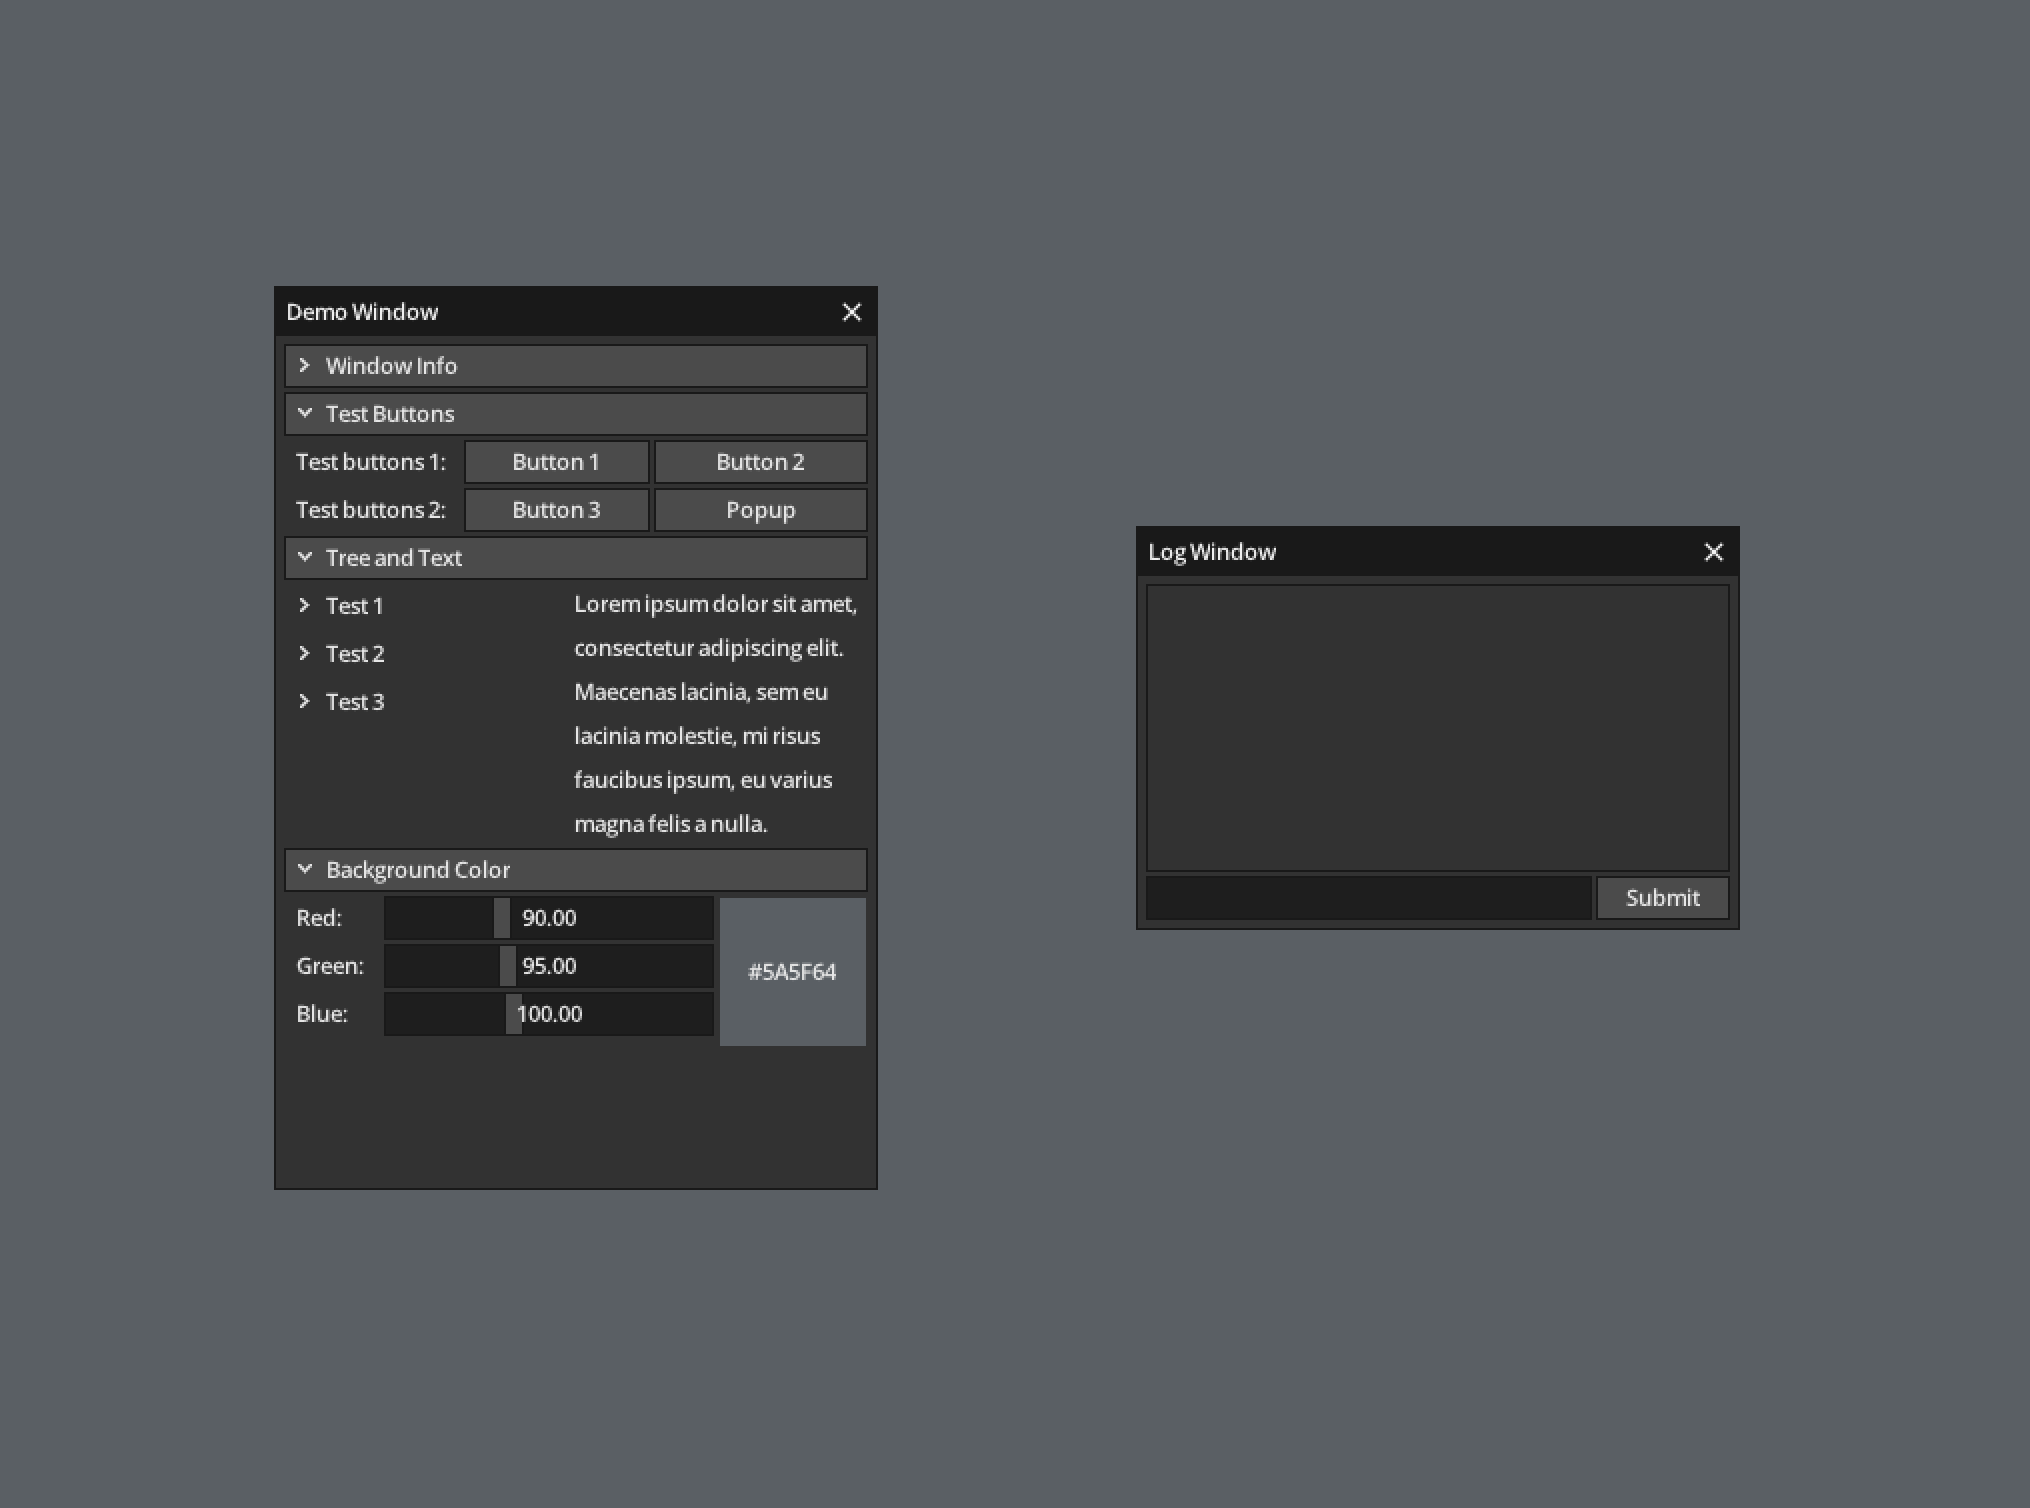 Demo Window
Window Info
Test Buttons
Test buttons 1: Button 1 Button 2
Test buttons 2: Button 3 Popup
Tree and Text
Test 1
Test 2
Test 3
Lorem ipsum dolor sit amet,
consectetur adipiscing elit.
Maecenas lacinia, sem eu
lacinia molestie, mi risus
faucibus ipsum, eu varius
magna felis a nulla.
Background Color
Red: 90.00
Green: 95.00
Blue: 100.00
#5A5F64
Log Window
Submit